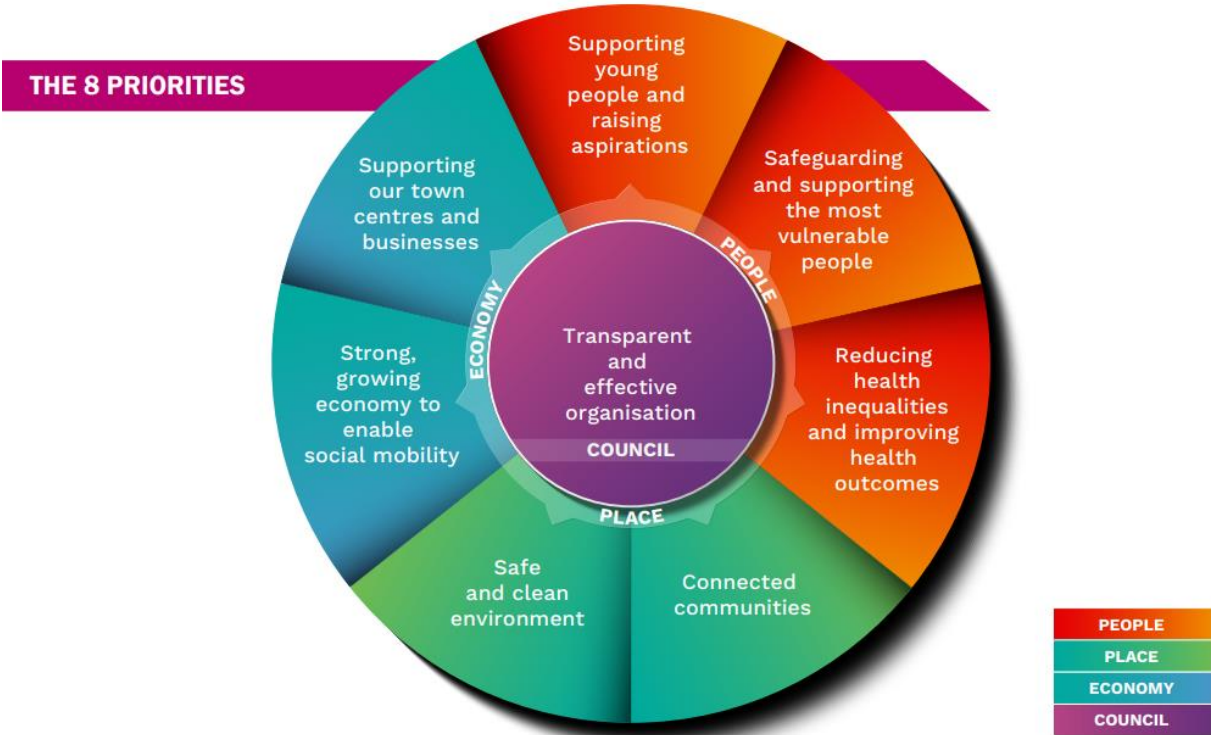 THE 8 PRIORITIES
Supporting
young
people and
raising
aspirations
Safeguarding
and supporting
the most
vulnerable
people
Reducing
health
inequalities
and improving
health
outcomes
Connected
communities
Safe
and clean
environment
Strong,
growing
economy to
enable
social mobility
Supporting
our town
centres and
businesses
PEOPLE
PLACE
ECONOMY
Transparent
and
effective
organisation
COUNCIL
PEOPLE
PLACE
ECONOMY
COUNCIL